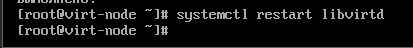 [root@virt-node ~]# systemctl restart libvirtd
[root@virt-node ~]#